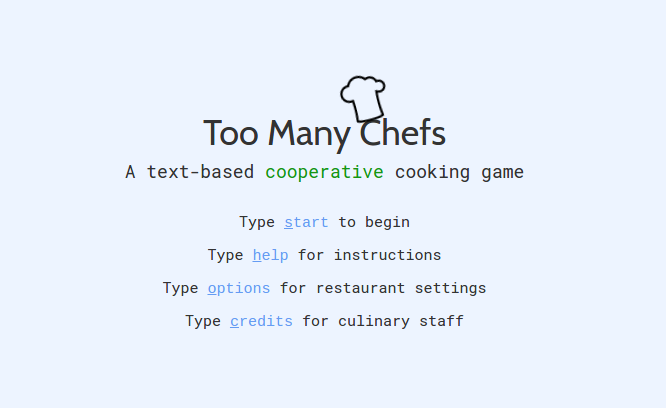 Too Many Chefs
A text-based cooperative cooking game
Type start to begin
Type help for instructions
Type options for restaurant settings
Type credits for culinary staff